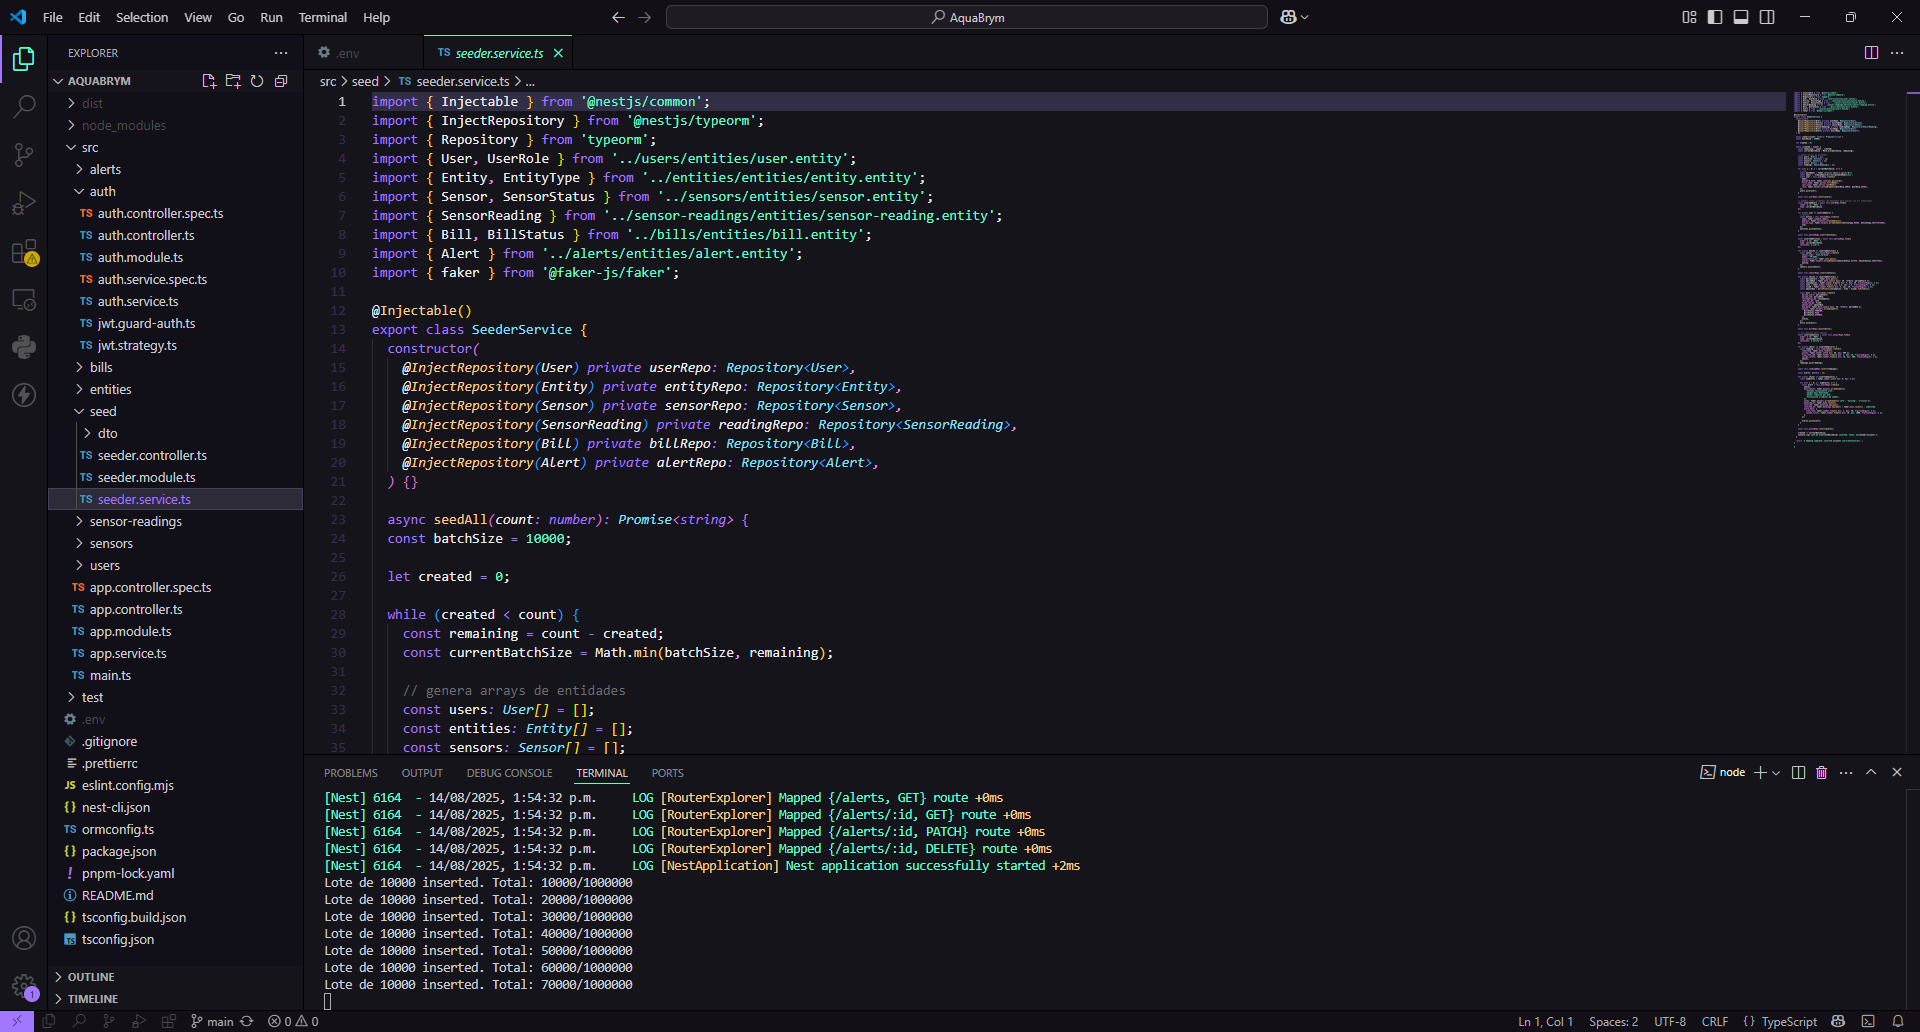 File Edit Selection View Go Run Terminal Help
AquaBrym
EXPLORER
AQUABRYM
dist
node_modules
src
alerts
auth
TS auth.controller.spec.ts
TS auth.controller.ts
TS auth.module.ts
TS auth.service.spec.ts
TS auth.service.ts
TS jwt.guard-auth.ts
TS jwt.strategy.ts
bills
entities
seed
dto
TS seeder.controller.ts
TS seeder.module.ts
TS seeder.service.ts
sensor-readings
sensors
users
TS app.controller.spec.ts
TS app.controller.ts
TS app.module.ts
TS app.service.ts
TS main.ts
test
.env
.gitignore
.prettierrc
JS eslint.config.mjs
{} nest-cli.json
ormconfig.ts
TS
{} package.json
! pnpm-lock.yaml
README.md
{} tsconfig.build.json
TS tsconfig.json
OUTLINE
TIMELINE
.env
TS seeder.service.ts
src > seed > TS seeder.service.ts > ...
1 import { Injectable } from '@nestjs/common';
2 import { InjectRepository } from '@nestjs/typeorm';
3 import { Repository } from 'typeorm';
4 import { User, UserRole } from '../users/entities/user.entity';
5 import { Entity, EntityType } from '../entities/entities/entity.entity';
6 import { Sensor, SensorStatus } from '../sensors/entities/sensor.entity';
7 import { SensorReading } from '../sensor-readings/entities/sensor-reading.entity';
8 import { Bill, BillStatus } from '../bills/entities/bill.entity';
9 import { Alert } from '../alerts/entities/alert.entity';
10 import { faker } from '@faker-js/faker';
11
12 @Injectable()
13 export class SeederService {
14 constructor(
15 @InjectRepository(User) private userRepo: Repository<User>,
16 @InjectRepository(Entity) private entityRepo: Repository<Entity>,
17 @InjectRepository(Sensor) private sensorRepo: Repository<Sensor>,
18 @InjectRepository(SensorReading) private readingRepo: Repository<SensorReading>,
19 @InjectRepository(Bill) private billRepo: Repository<Bill>,
20 @InjectRepository(Alert) private alertRepo: Repository<Alert>,
21 ) {}
22
23 async seedAll(count: number): Promise<string> {
24 const batchSize = 10000;
25
26 let created = 0;
27
28 while (created < count) {
29 const remaining = count - created;
30 const currentBatchSize = Math.min(batchSize, remaining);
31
32 // genera arrays de entidades
33 const users: User[] = [];
34 const entities: Entity[] = [];
35 const sensors: Sensor[] = [];
PROBLEMS OUTPUT DEBUG CONSOLE TERMINAL PORTS
node
[Nest] 6164 - 14/08/2025, 1:54:32 p.m. LOG [RouterExplorer] Mapped {/alerts, GET} route +0ms
[Nest] 6164 - 14/08/2025, 1:54:32 p.m. LOG [RouterExplorer] Mapped {/alerts/:id, GET} route +0ms
[Nest] 6164 - 14/08/2025, 1:54:32 p.m. LOG [RouterExplorer] Mapped {/alerts/:id, PATCH} route +0ms
[Nest] 6164 - 14/08/2025, 1:54:32 p.m. LOG [RouterExplorer] Mapped {/alerts/:id, DELETE} route +0ms
[Nest] 6164 - 14/08/2025, 1:54:32 p.m. LOG [NestApplication] Nest application successfully started +2ms
Lote de 10000 inserted. Total: 10000/1000000
Lote de 10000 inserted. Total: 20000/1000000
Lote de 10000 inserted. Total: 30000/1000000
Lote de 10000 inserted. Total: 40000/1000000
Lote de 10000 inserted. Total: 50000/1000000
Lote de 10000 inserted. Total: 60000/1000000
Lote de 10000 inserted. Total: 70000/1000000
1
main 0 0
Ln 1, Col 1 Spaces: 2 UTF-8 CRLF {} TypeScript